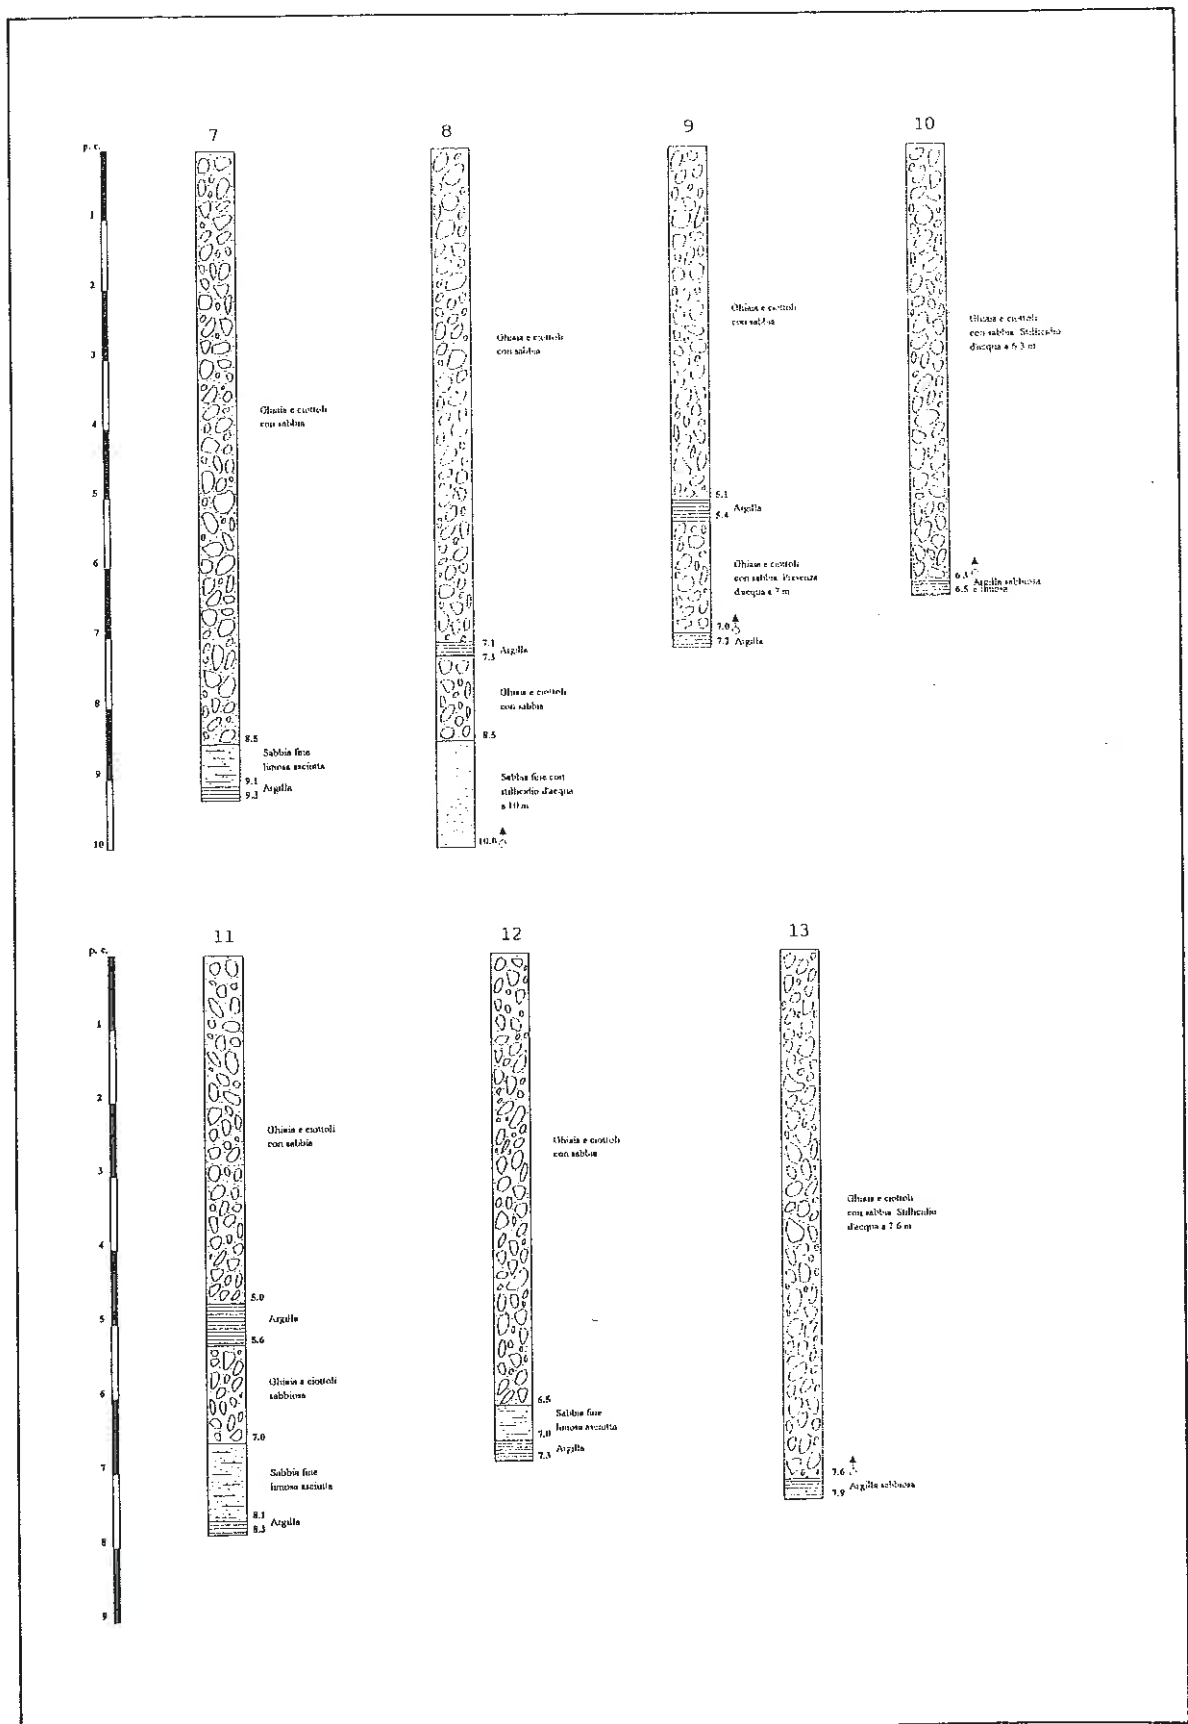 7
8
9
10
p. c.
1
2
3
4
5
6
7
8
9
10
Ghiaia e ciottoli
con sabbia
8.5
Sabbia fine
limosa asciutta
9.1
Argilla
9.3
Ghiaia e ciottoli
con sabbia
7.1
Argilla
7.3
Ghiaia e ciottoli
con sabbia
8.5
Sabbia fine con
stillicidio d'acqua
a 10 m
10.0
Ghiaia e ciottoli
con sabbia
5.1
Argilla
5.4
Ghiaia e ciottoli
con sabbia. Presenza
d'acqua a 7 m
7.0
7.2
Argilla
Ghiaia e ciottoli
con sabbia. Stillicidio
d'acqua a 6.3 m
6.3
Argilla sabbiosa
6.5 e limosa
11
12
13
p. c.
1
2
3
4
5
6
7
8
9
Ghiaia e ciottoli
con sabbia
5.0
Argilla
5.6
Ghiaia e ciottoli
sabbiosa
7.0
Sabbia fine
limosa asciutta
8.1
Argilla
8.3
Ghiaia e ciottoli
con sabbia
6.5
Sabbia fine
limosa asciutta
7.0
Argilla
7.3
Ghiaia e ciottoli
con sabbia. Stillicidio
d'acqua a 7.6 m
7.6
Argilla sabbiosa
7.9